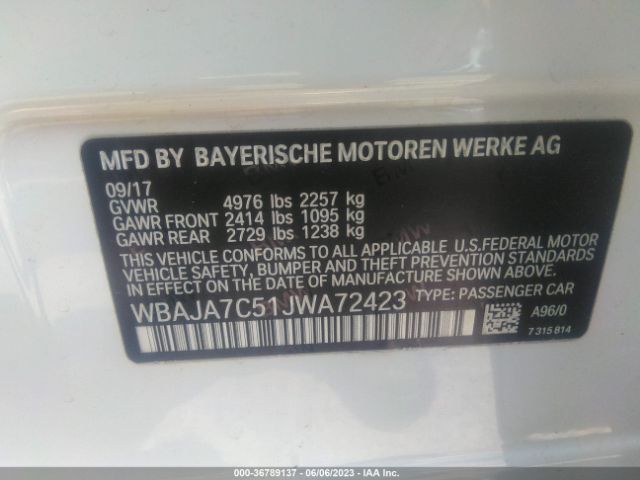 MFD BY BAYERISCHE MOTOREN WERKE AG
09/17
GVWR 4976 lbs 2257 kg
GAWR FRONT 2414 lbs 1095 kg
GAWR REAR 2729 lbs 1238 kg
THIS VEHICLE CONFORMS TO ALL APPLICABLE U.S.FEDERAL MOTOR
VEHICLE SAFETY, BUMPER AND THEFT PREVENTION STANDARDS
IN EFFECT ON THE DATE OF MANUFACTURE SHOWN ABOVE.
WBAJA7C51JWA72423 TYPE: PASSENGER CAR
A96/0
7 315 814
000-36789137 - 06/06/2023 - IAA Inc.